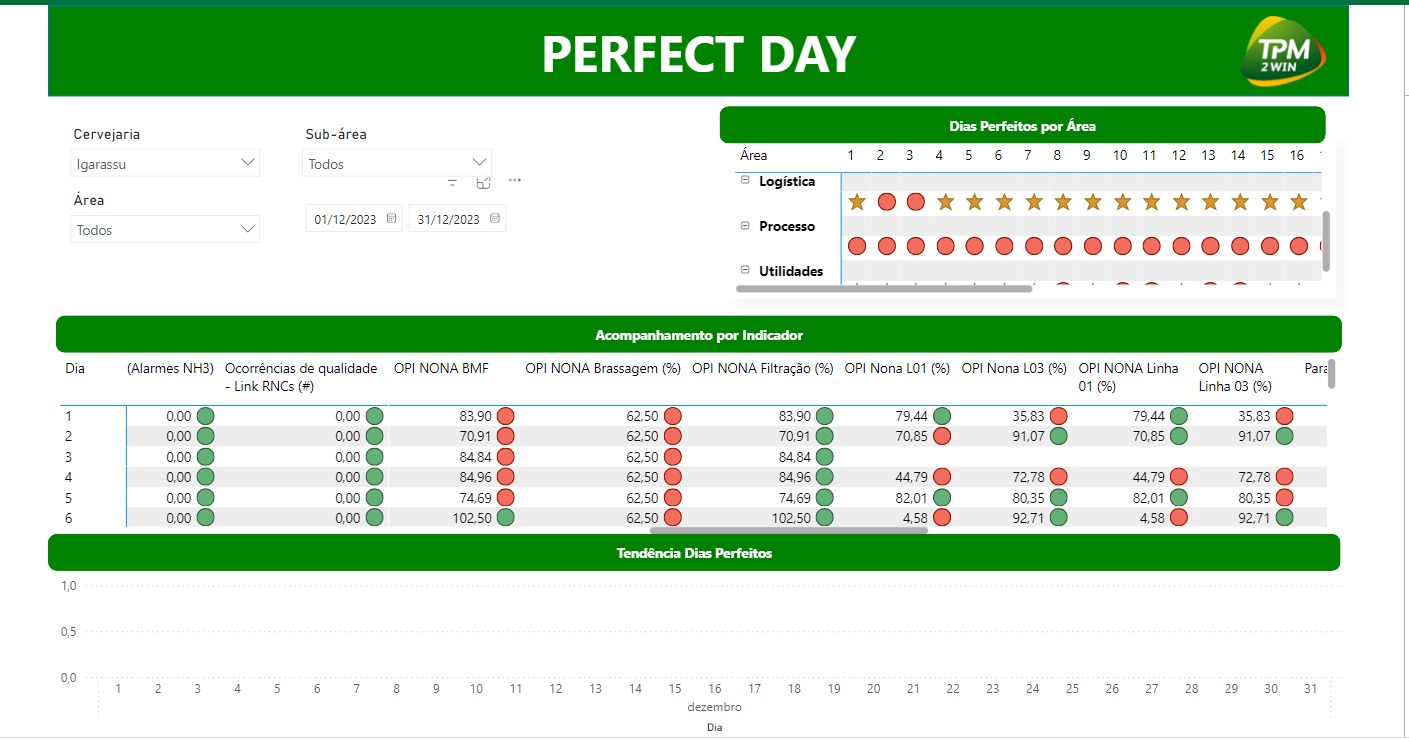 PERFECT DAY
TPM
2 WIN
Cervejaria
Sub-área
Igarassu
Todos
Área
Todos
01/12/2023 31/12/2023
Dias Perfeitos por Área
Área 1 2 3 4 5 6 7 8 9 10 11 12 13 14 15 16
Logística
Processo
Utilidades
Acompanhamento por Indicador
Dia (Alarmes NH3) Ocorrências de qualidade OPI NONA BMF OPI NONA Brassagem (%) OPI NONA Filtração (%) OPI Nona L01 (%) OPI Nona L03 (%) OPI NONA Linha OPI NONA Para
- Link RNCs (#) 01 (%) Linha 03 (%)
1 0,00 0,00 83,90 62,50 83,90 79,44 35,83 79,44 35,83
2 0,00 0,00 70,91 62,50 70,91 70,85 91,07 70,85 91,07
3 0,00 0,00 84,84 62,50 84,84
4 0,00 0,00 84,96 62,50 84,96 44,79 72,78 44,79 72,78
5 0,00 0,00 74,69 62,50 74,69 82,01 80,35 82,01 80,35
6 0,00 0,00 102,50 62,50 102,50 4,58 92,71 4,58 92,71
Tendência Dias Perfeitos
1,0
0,5
0,0
1 2 3 4 5 6 7 8 9 10 11 12 13 14 15 16 17 18 19 20 21 22 23 24 25 26 27 28 29 30 31
dezembro
Dia